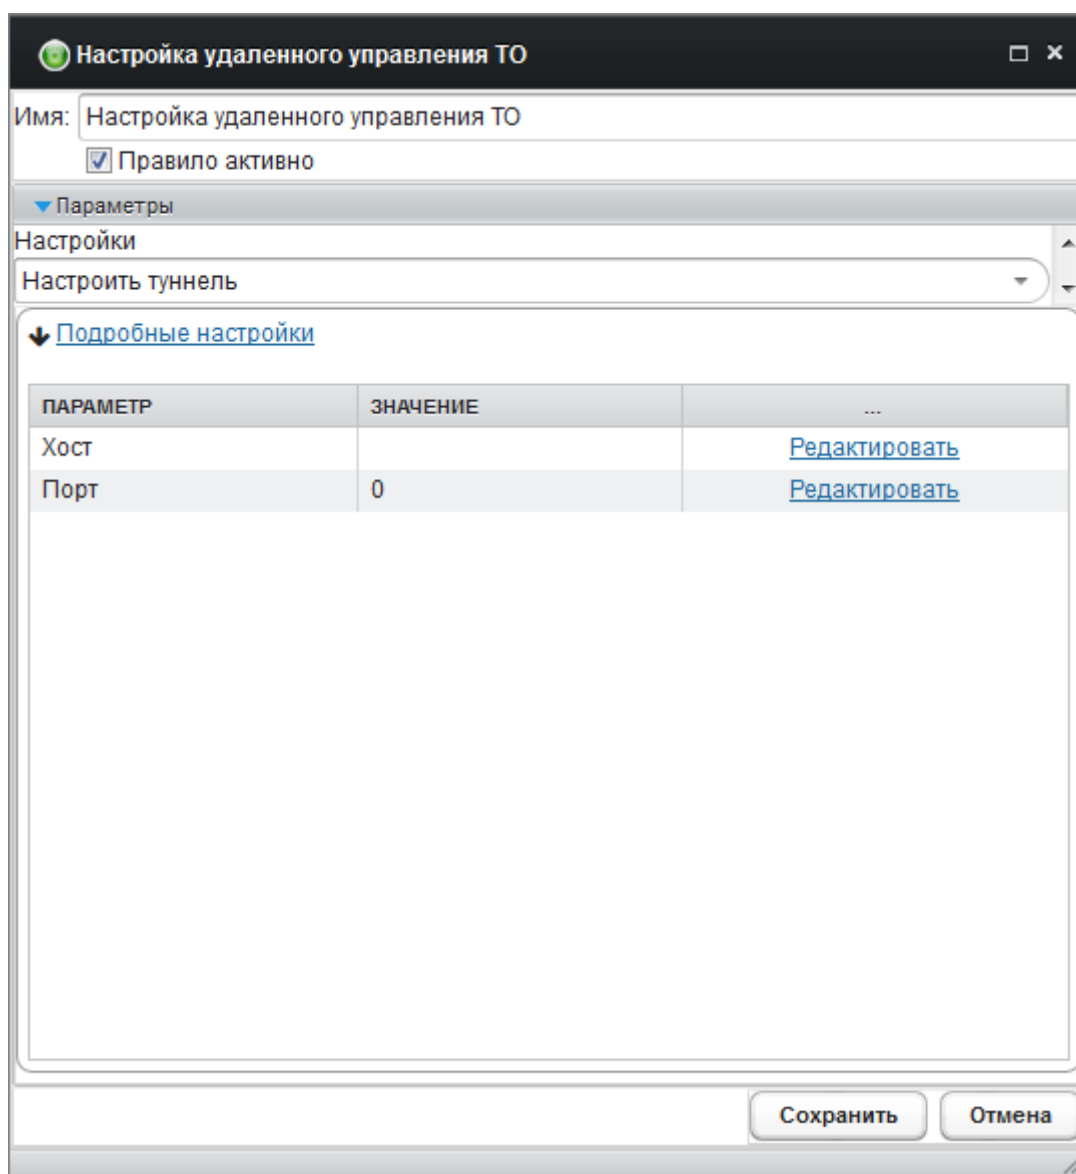 Настройка удаленного управления ТО
Имя: Настройка удаленного управления ТО
Правило активно
Параметры
Настройки
Настроить туннель
Подробные настройки
ПАРАМЕТР ЗНАЧЕНИЕ ...
Хост Редактировать
Порт 0 Редактировать
Сохранить Отмена